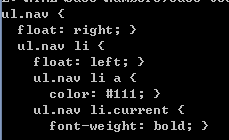 ul.nav {
float: right; }
ul.nav li {
float: left; }
ul.nav li a {
color: #111; }
ul.nav li.current {
font-weight: bold; }